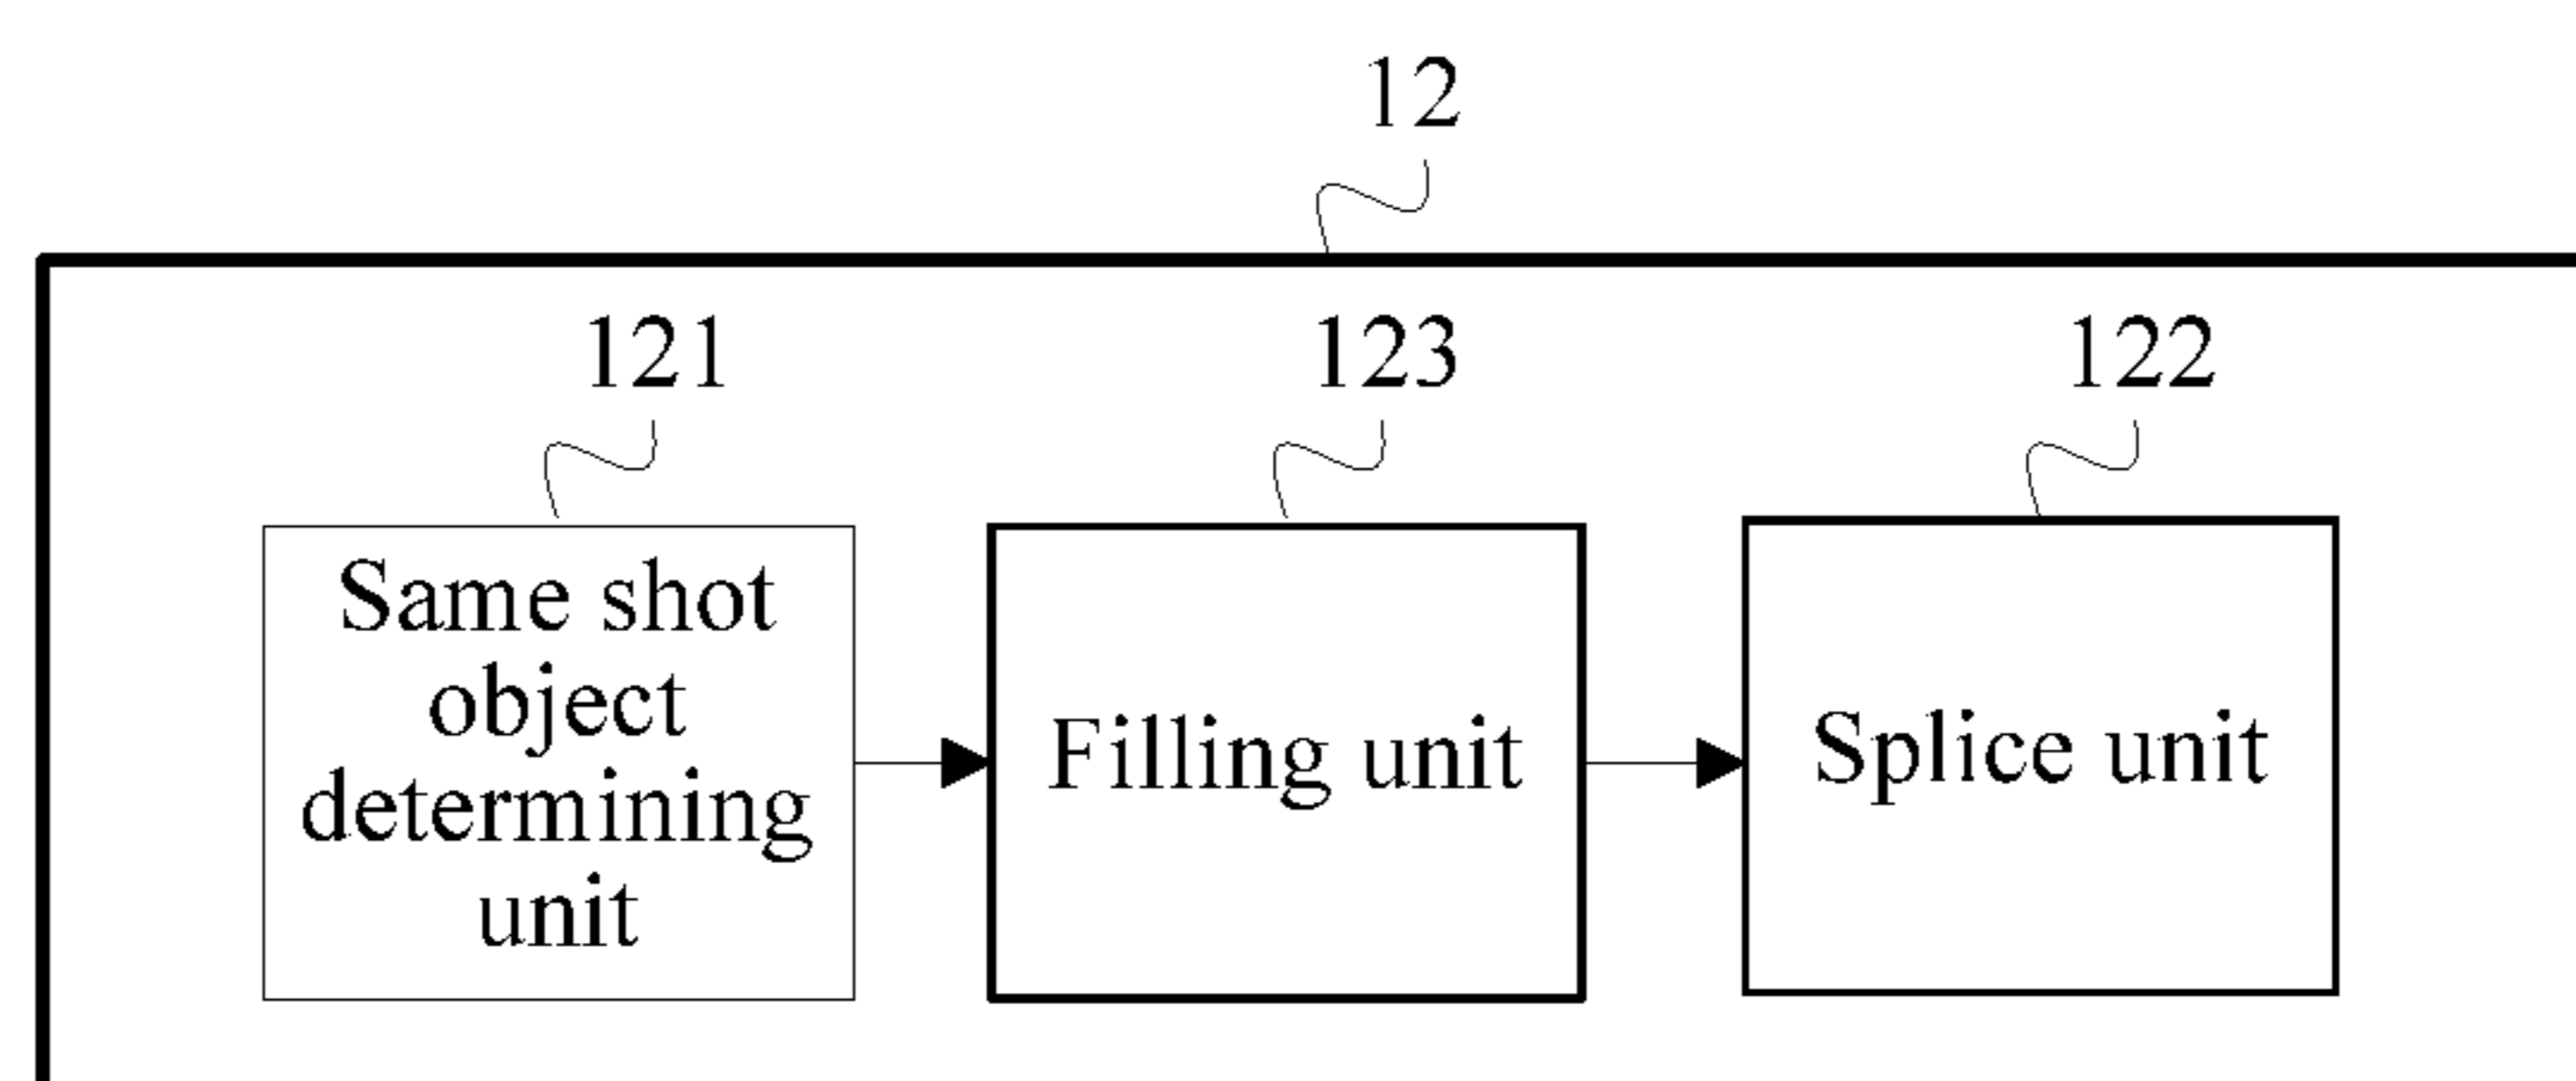 12
121
123
122
Same shot
object
determining
unit
Filling unit
Splice unit